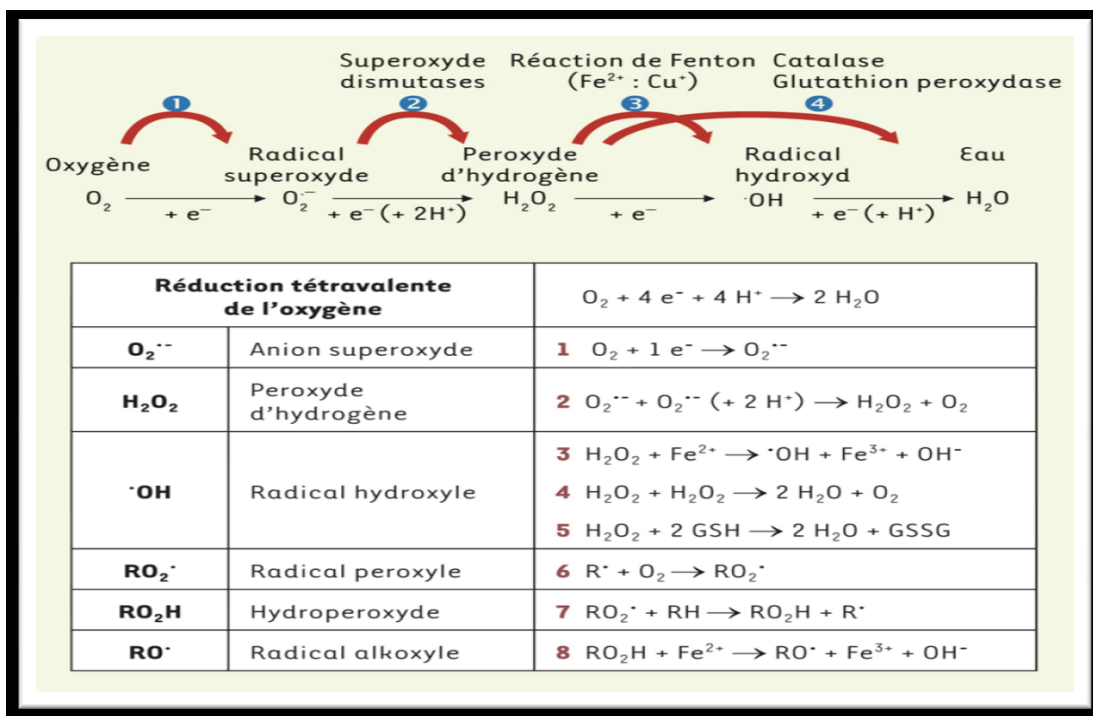 Superoxyde Réaction de Fenton Catalase
dismutases (Fe²⁺ : Cu⁺) Glutathion peroxydase
1 2 3 4
Oxygène Radical superoxyde Peroxyde d'hydrogène Radical hydroxyd Eau
O₂ + e⁻ O₂·⁻ + e⁻ (+ 2H⁺) H₂O₂ + e⁻ ·OH + e⁻ (+ H⁺) H₂O
Réduction tétravalente
de l'oxygène
O₂ + 4 e⁻ + 4 H⁺ → 2 H₂O
O₂•⁻ Anion superoxyde 1 O₂ + 1 e⁻ → O₂•⁻
H₂O₂ Peroxyde
d'hydrogène
2 O₂•⁻ + O₂•⁻ (+ 2 H⁺) → H₂O₂ + O₂
•OH Radical hydroxyle
3 H₂O₂ + Fe²⁺ → •OH + Fe³⁺ + OH⁻
4 H₂O₂ + H₂O₂ → 2 H₂O + O₂
5 H₂O₂ + 2 GSH → 2 H₂O + GSSG
RO₂• Radical peroxyle 6 R• + O₂ → RO₂•
RO₂H Hydroperoxyde 7 RO₂• + RH → RO₂H + R•
RO• Radical alkoxyle 8 RO₂H + Fe²⁺ → RO• + Fe³⁺ + OH⁻